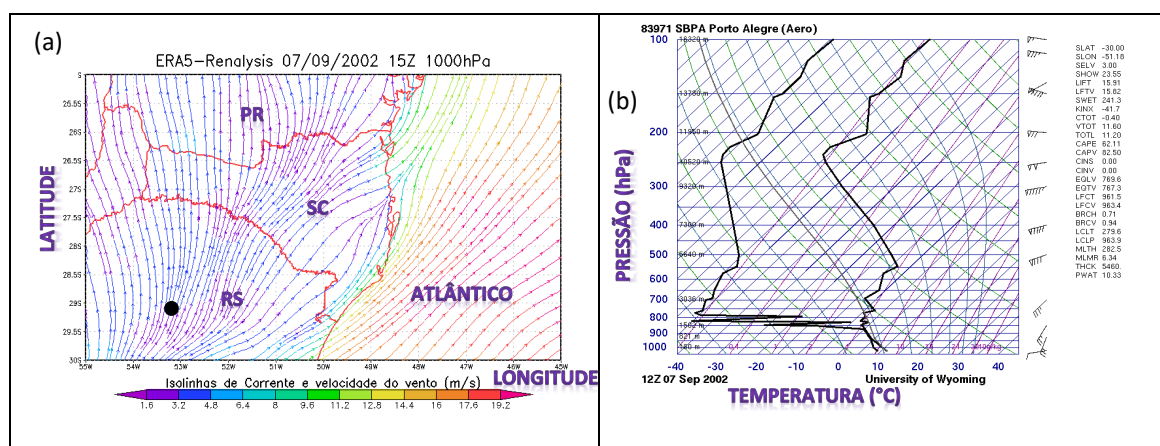 (a)
ERA5-Renalysis 07/09/2002 15Z 1000hPa
S
26.5S
26S
26.5S
27S
27.5S
28S
28.5S
29S
29.5S
30S
PR
SC
RS
ATLÂNTICO
LATITUDE
55W 54W 53W 52W 51W 50W 49W 48W 47W 46W 45W
Isolinhas de Corrente e velocidade do vento (m/s)
LONGITUDE
1.6 3.2 4.8 6.4 8 9.6 11.2 12.8 14.4 16 17.6 19.2
(b)
83971 SBPA Porto Alegre (Aero)
100
200
300
400
500
600
700
800
900
1000
PRESSÃO (hPa)
-40 -30 -20 -10 0 10 20 30 40
12Z 07 Sep 2002
University of Wyoming
TEMPERATURA (°C)
SLAT -30.00
SLON -51.18
SELV 3.00
SHOW 23.55
LIFT 15.91
LFTV 15.82
SWET 241.3
KINX -41.7
CTOT -0.40
VTOT 11.60
TOTL 11.20
CAPE 62.11
CAPV 82.50
CINS 0.00
CINV 0.00
EQLV 769.6
EQTV 767.3
LFCT 961.5
LFCV 963.4
BRCH 0.71
BRCV 0.94
LCLT 279.6
LCLP 963.9
MLTH 282.5
MLMR 6.34
THCK 5460.
PWAT 10.33